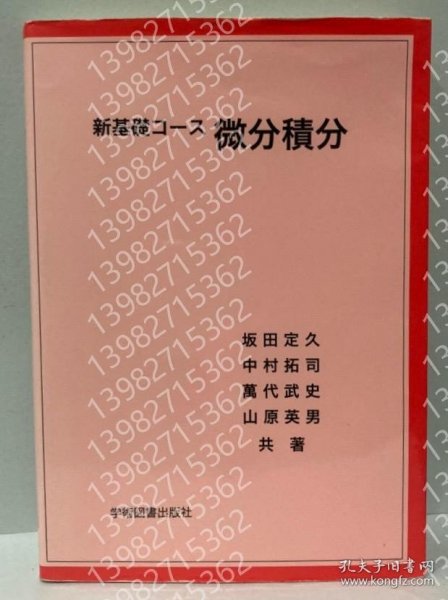 新基礎コース 微分積分
坂田定久
中村拓司
萬代武史
山原英男
共著
学術図書出版社
13982715362
孔夫子旧书网
www.kongfz.com